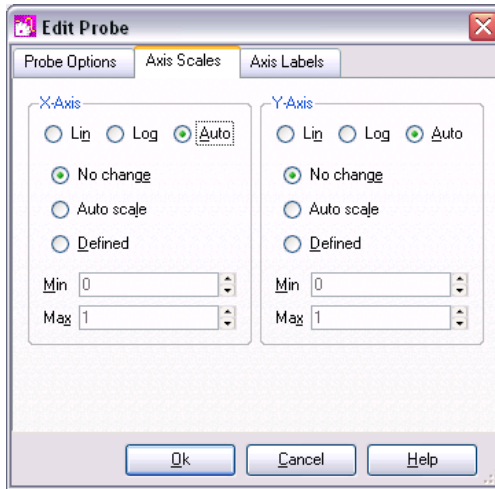 Edit Probe
Probe Options Axis Scales Axis Labels
X-Axis Y-Axis
Lin Log Auto Lin Log Auto
No change No change
Auto scale Auto scale
Defined Defined
Min 0 Min 0
Max 1 Max 1
Ok Cancel Help